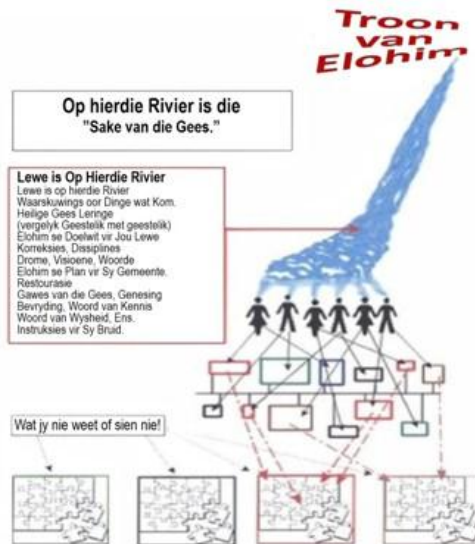 Troon
van
Elohim
Op hierdie Rivier is die
"Sake van die Gees."
Lewe is Op Hierdie Rivier
Lewe is op hierdie Rivier
Waarskuwings oor Dinge wat Kom.
Heilige Gees Leringe
(vergelyk Geestelik met geestelik)
Elohim se Doelwit vir Jou Lewe
Korreksies, Dissiplines
Drome, Visioene, Woorde
Elohim se Plan vir Sy Gemeente.
Restourasie
Gawes van die Gees, Genesing
Bevryding, Woord van Kennis
Woord van Wysheid, Ens.
Instruksies vir Sy Bruid.
Wat jy nie weet of sien nie!